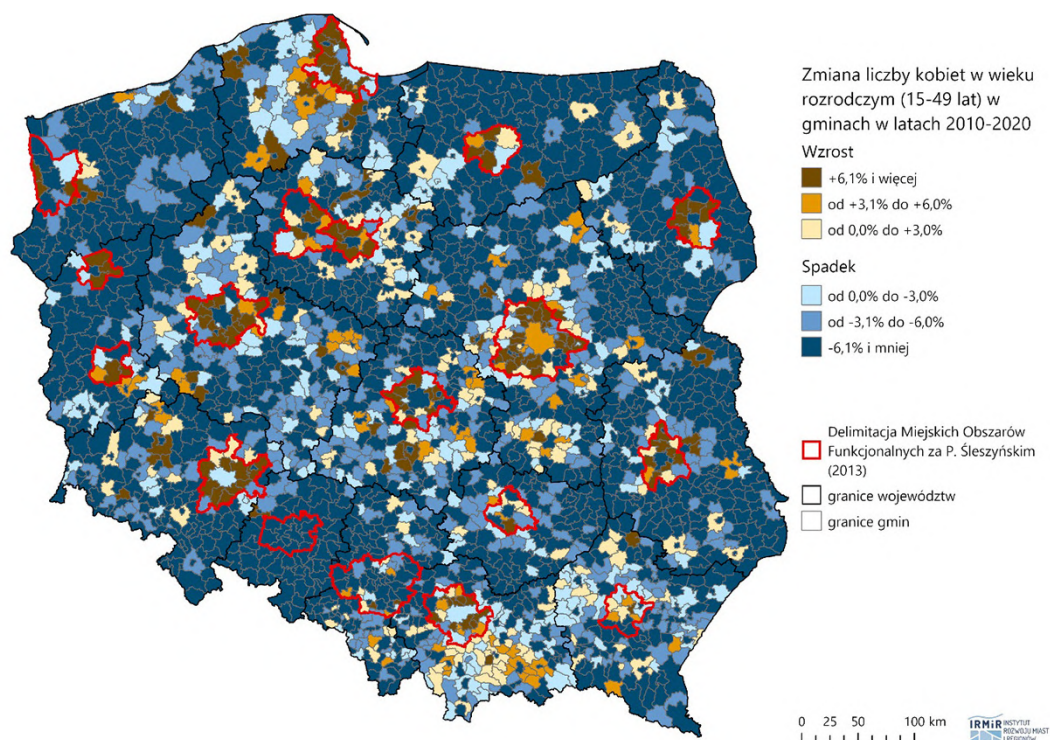 Zmiana liczby kobiet w wieku
rozrodczym (15-49 lat) w
gminach w latach 2010-2020
Wzrost
+6,1% i więcej
od +3,1% do +6,0%
od 0,0% do +3,0%
Spadek
od 0,0% do -3,0%
od -3,1% do -6,0%
-6,1% i mniej
Delimitacja Miejskich Obszarów
Funkcjonalnych za P. Śleszyńskim
(2013)
granice województw
granice gmin
0 25 50 100 km
IRMiR INSTYTUT
ROZWOJU MIAST
I REGIONÓW